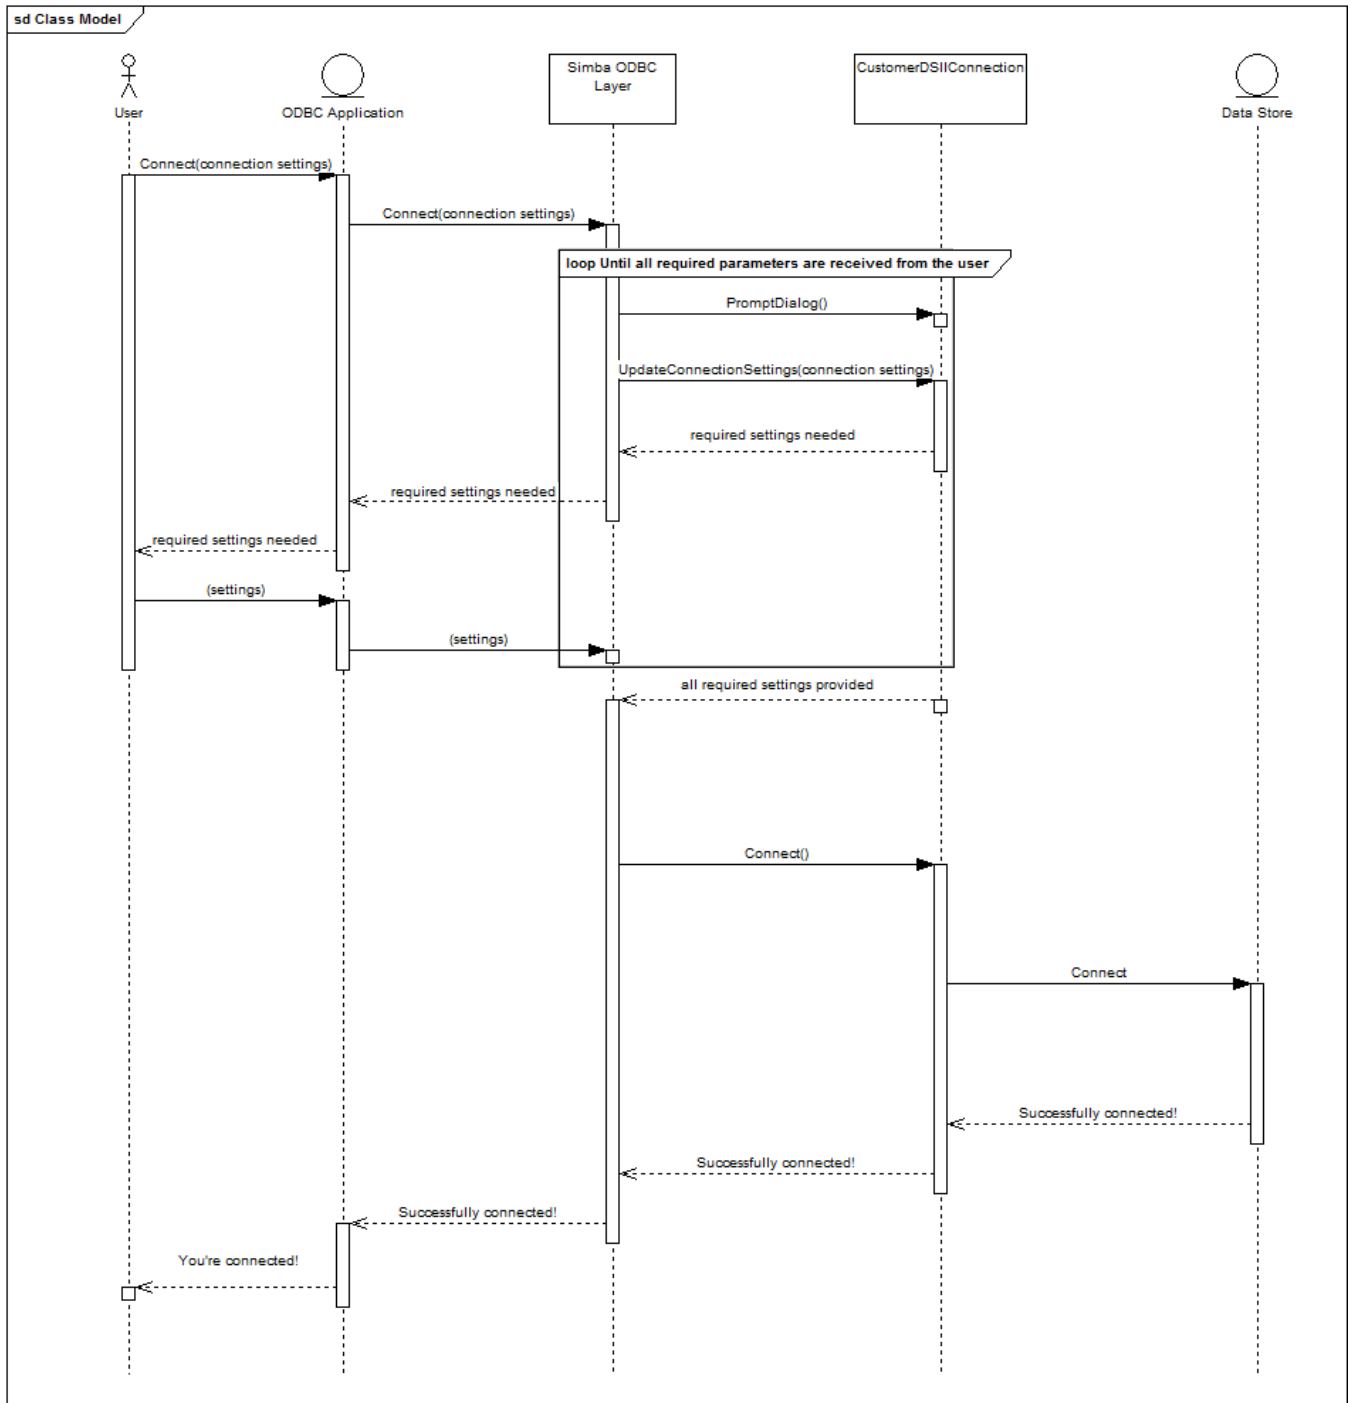 sd Class Model
User
ODBC Application
Simba ODBC
Layer
CustomerDSIIConnection
Data Store
Connect(connection settings)
Connect(connection settings)
loop Until all required parameters are received from the user
PromptDialog()
UpdateConnectionSettings(connection settings)
required settings needed
required settings needed
required settings needed
(settings)
(settings)
all required settings provided
Connect()
Connect
Successfully connected!
Successfully connected!
Successfully connected!
You're connected!